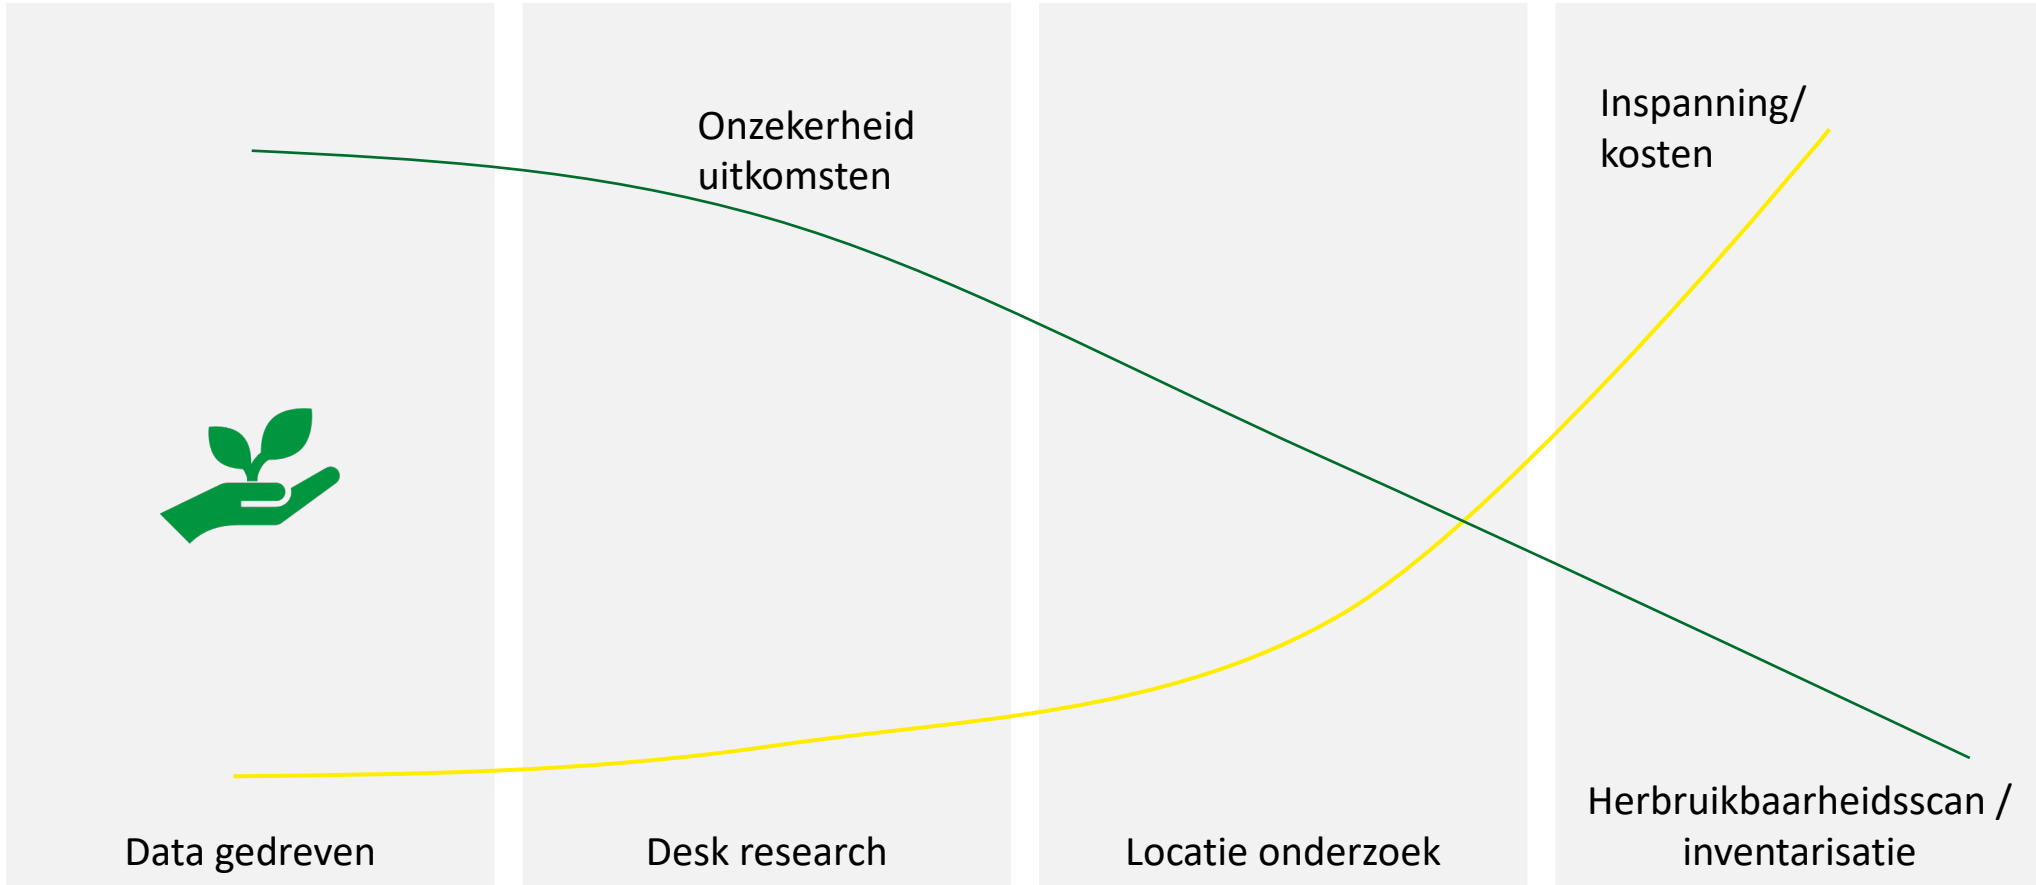 Onzekerheid
uitkomsten
Inspanning/
kosten
Data gedreven
Desk research
Locatie onderzoek
Herbruikbaarheidsscan /
inventarisatie